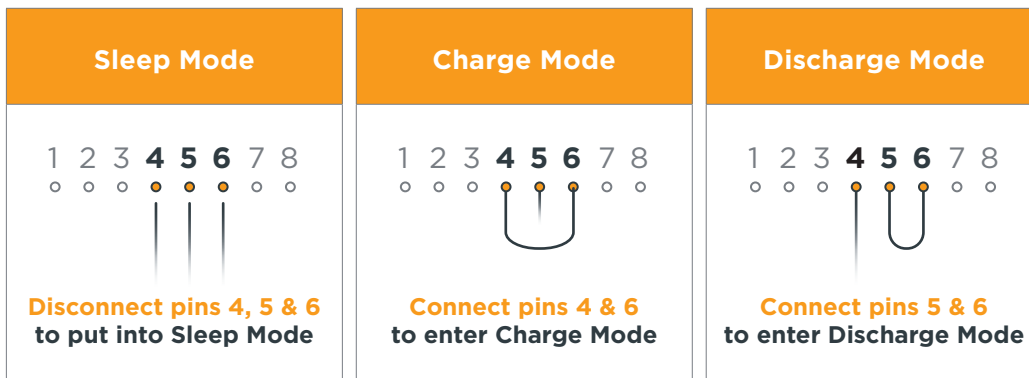 Sleep Mode
1 2 3 4 5 6 7 8
Disconnect pins 4, 5 & 6
to put into Sleep Mode
Charge Mode
1 2 3 4 5 6 7 8
Connect pins 4 & 6
to enter Charge Mode
Discharge Mode
1 2 3 4 5 6 7 8
Connect pins 5 & 6
to enter Discharge Mode